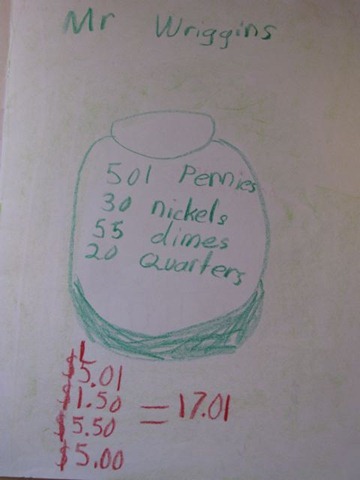 Mr Wriggins
501 Pennies
30 nickels
55 dimes
20 Quarters
1
$5.01
$1.50 = 17.01
$5.50
$5.00